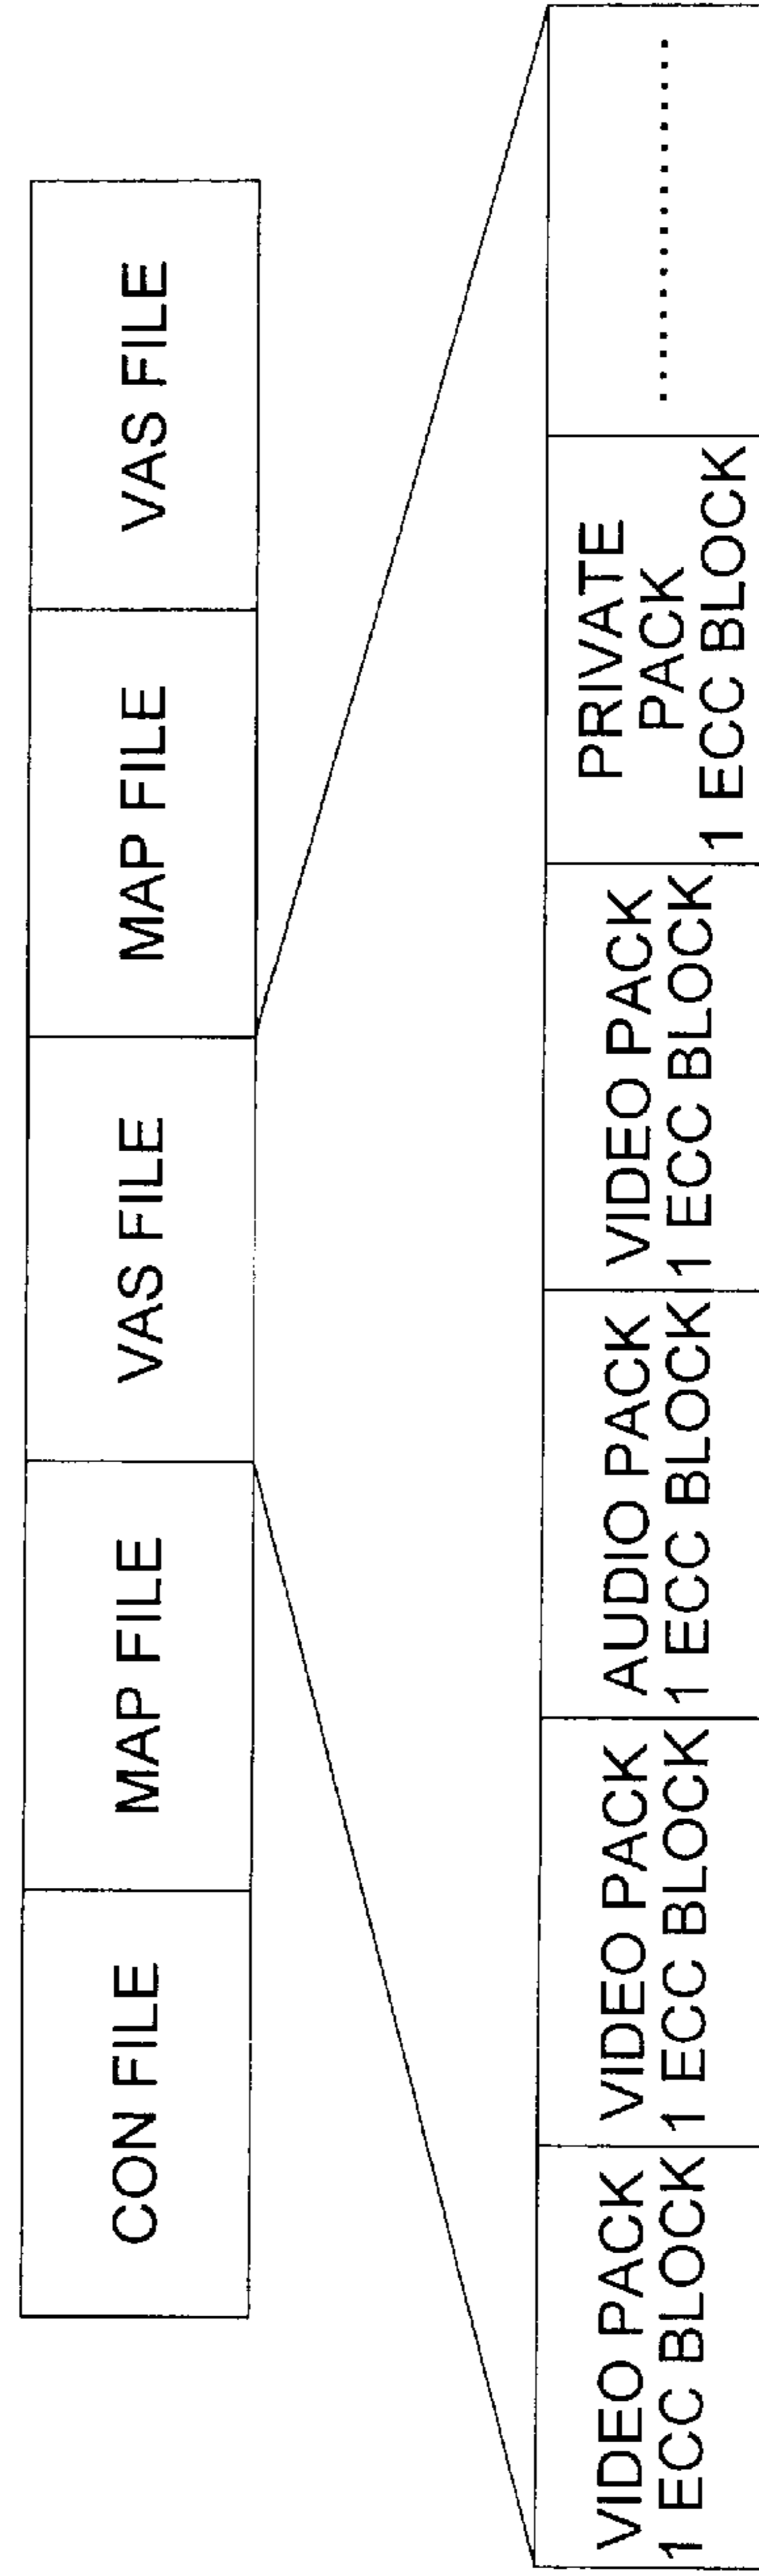 CON FILE
MAP FILE
VAS FILE
MAP FILE
VAS FILE
VIDEO PACK
1 ECC BLOCK
VIDEO PACK
1 ECC BLOCK
AUDIO PACK
1 ECC BLOCK
VIDEO PACK
1 ECC BLOCK
PRIVATE
PACK
1 ECC BLOCK
................